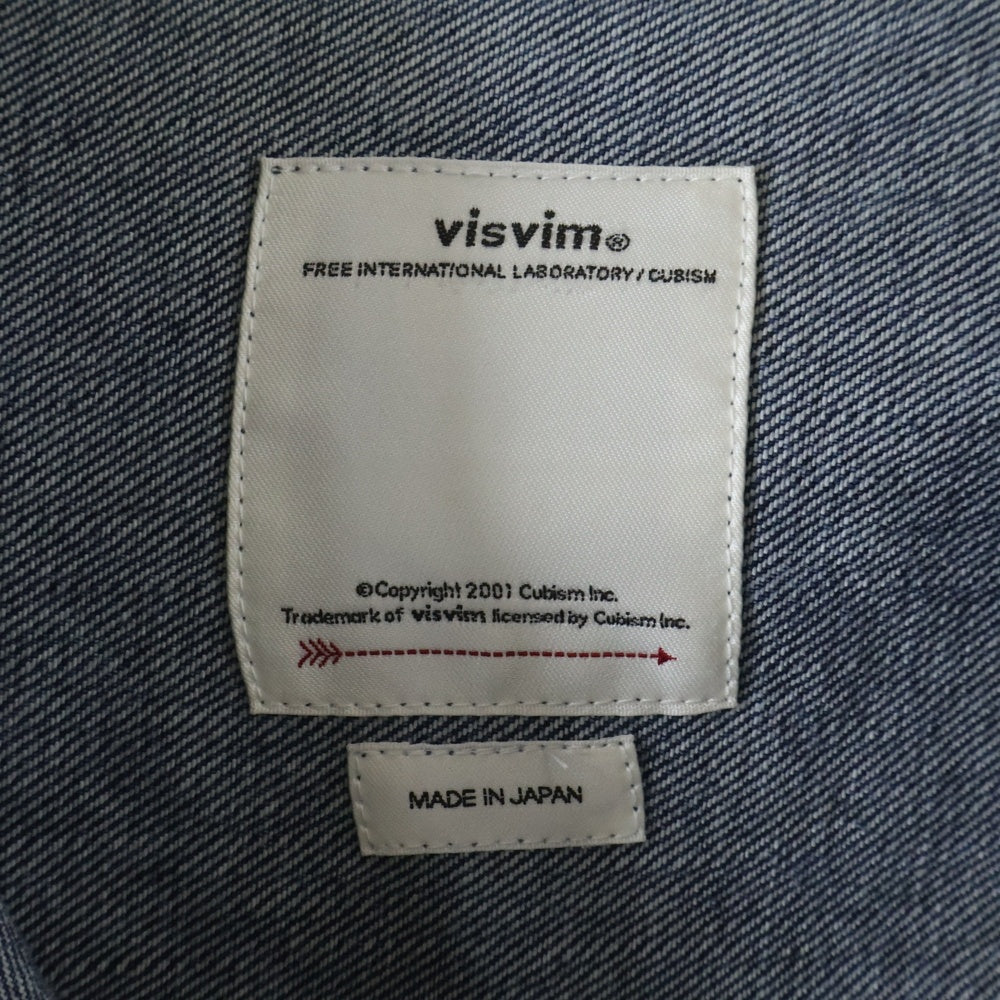 visvim®
FREE INTERNATIONAL LABORATORY / CUBISM
©Copyright 2001 Cubism Inc.
Trademark of visvim licensed by Cubism Inc.
MADE IN JAPAN